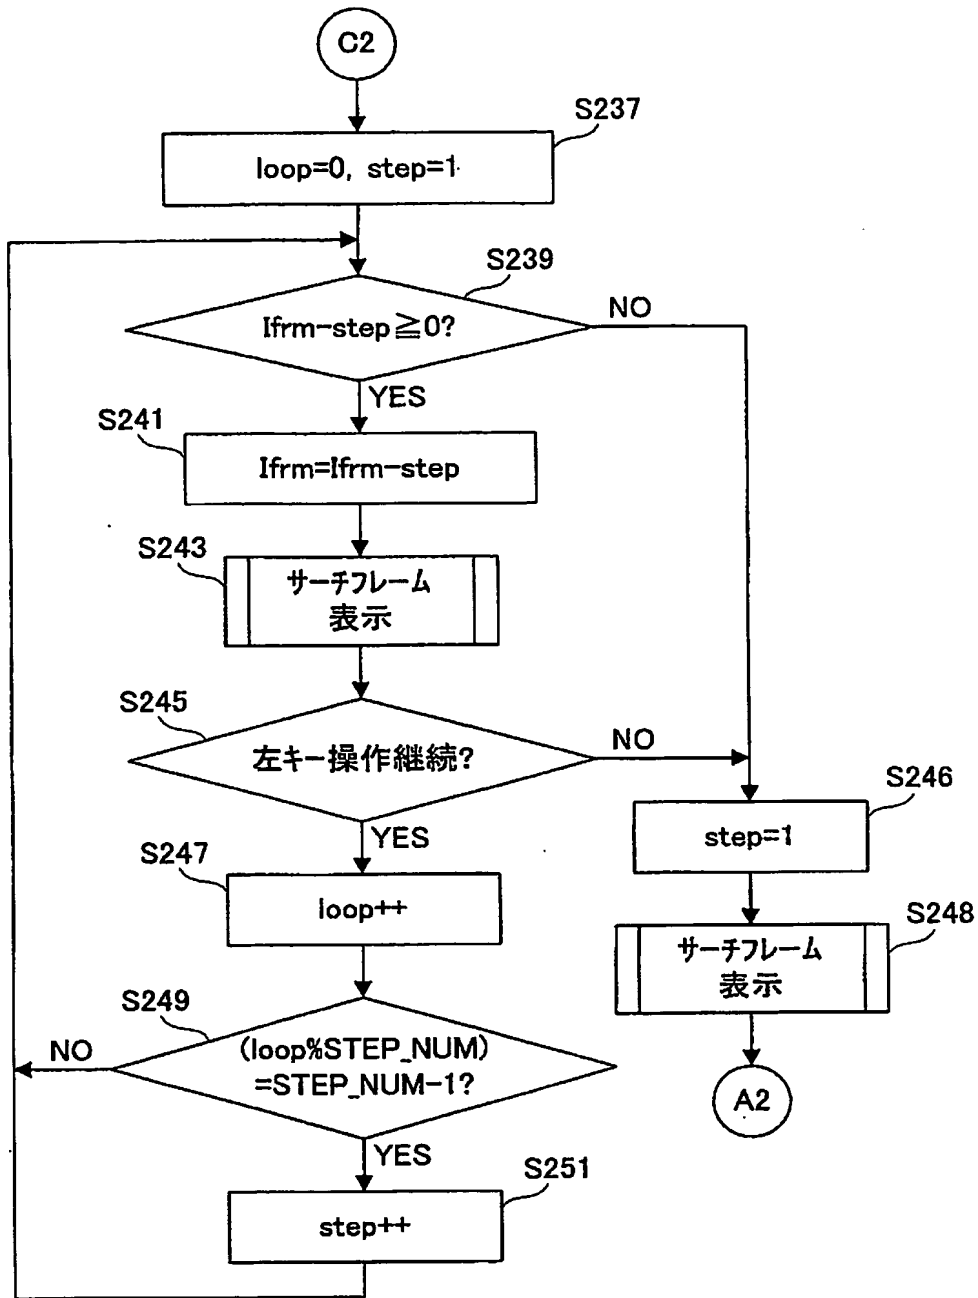 C2
S237
loop=0, step=1
S239
Ifrm-step≧0?
NO
YES
S241
Ifrm=Ifrm-step
S243
サーチフレーム
表示
S245
左キー操作継続?
NO
YES
S246
step=1
S247
loop++
S248
サーチフレーム
表示
S249
(loop%STEP_NUM)
=STEP_NUM-1?
NO
A2
YES
S251
step++